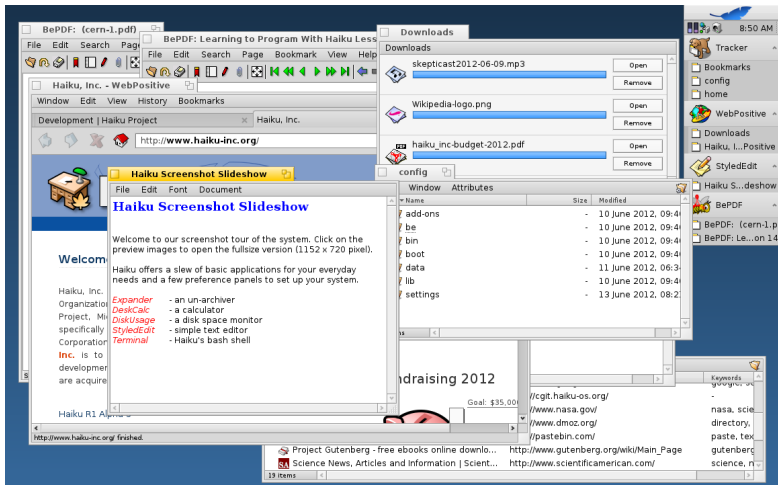 BePDF: (cern-1.pdf)
File Edit Search
BePDF: Learning to Program With Haiku Less
File Edit Search Page Bookmark View Help
Haiku, Inc. - WebPositive
Window Edit View History Bookmarks
Development | Haiku Project
Haiku, Inc.
http://www.haiku-inc.org/
Welcom
Haiku, Inc.
Organizatio
Project, Mi
specifically
Corporation
Inc. is to
developmen
are acquire
Haiku R1 Alp
http://www.haiku-inc.org/ finished.
ndraising 2012
Goal: $35,000
Haiku Screenshot Slideshow
File Edit Font Document
Haiku Screenshot Slideshow
Welcome to our screenshot tour of the system. Click on the
preview images to open the fullsize version (1152 x 720 pixel).
Haiku offers a slew of basic applications for your everyday
needs and a few preference panels to set up your system.
Expander - an un-archiver
DeskCalc - a calculator
DiskUsage - a disk space monitor
StyledEdit - simple text editor
Terminal - Haiku's bash shell
Downloads
Downloads
skepticast2012-06-09.mp3
Open
Remove
Wikipedia-logo.png
Open
Remove
haiku_inc-budget-2012.pdf
Open
Remove
config
Window Attributes
Name Size Modified
add-ons - 10 June 2012, 09:4
be - 10 June 2012, 09:4
bin - 10 June 2012, 09:4
boot - 10 June 2012, 09:4
data - 11 June 2012, 06:3
lib - 10 June 2012, 09:4
settings - 13 June 2012, 08:2
Keywords
//cgit.haiku-os.org/ -
//www.nasa.gov/ nasa, scie
//www.dmoz.org/ directory,
//pastebin.com/ paste, tex
Project Gutenberg - free ebooks online downlo... http://www.gutenberg.org/wiki/Main_Page gutenberg
SA Science News, Articles and Information | Scient... http://www.scientificamerican.com/ science, n
19 items
8:50 AM
Tracker
Bookmarks
config
home
WebPositive
Downloads
Haiku, I...Positive
StyledEdit
Haiku S...deshow
BePDF
BePDF: (cern-1.p
BePDF: Le...on 14